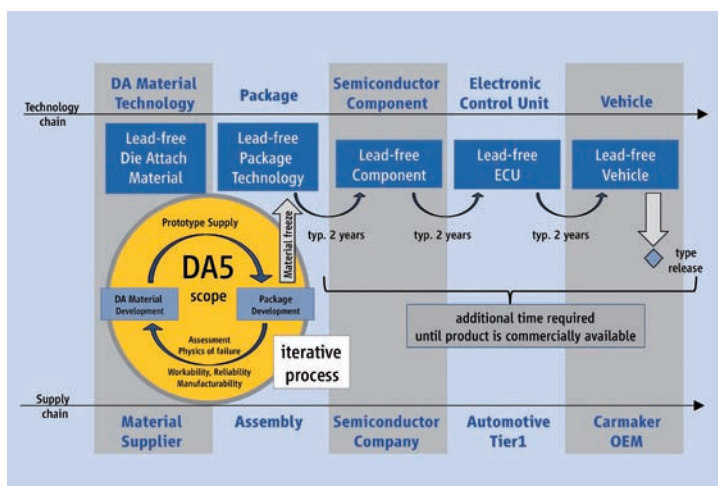 DA Material
Technology
Package
Semiconductor
Component
Electronic
Control Unit
Vehicle
Technology
chain
Lead-free
Die Attach
Material
Lead-free
Package
Technology
Lead-free
Component
Lead-free
ECU
Lead-free
Vehicle
Material freeze
typ. 2 years
typ. 2 years
typ. 2 years
type
release
Prototype Supply
DA5
scope
DA Material
Development
Package
Development
Assessment
Physics of failure
Workability, Reliability
Manufacturability
iterative
process
additional time required
until product is commercially available
Supply
chain
Material
Supplier
Assembly
Semiconductor
Company
Automotive
Tier1
Carmaker
OEM